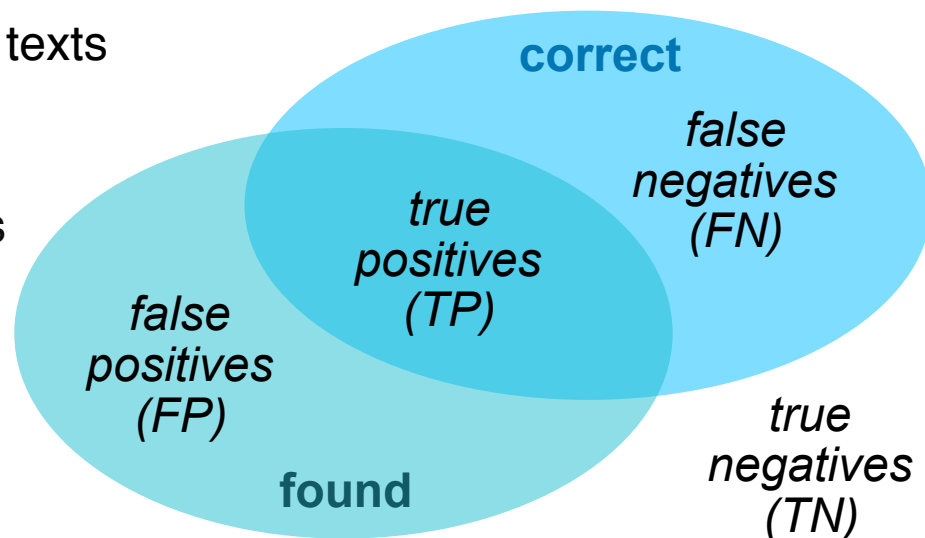 texts
s
correct
false
negatives
(FN)
true
positives
(TP)
false
positives
(FP)
found
true
negatives
(TN)